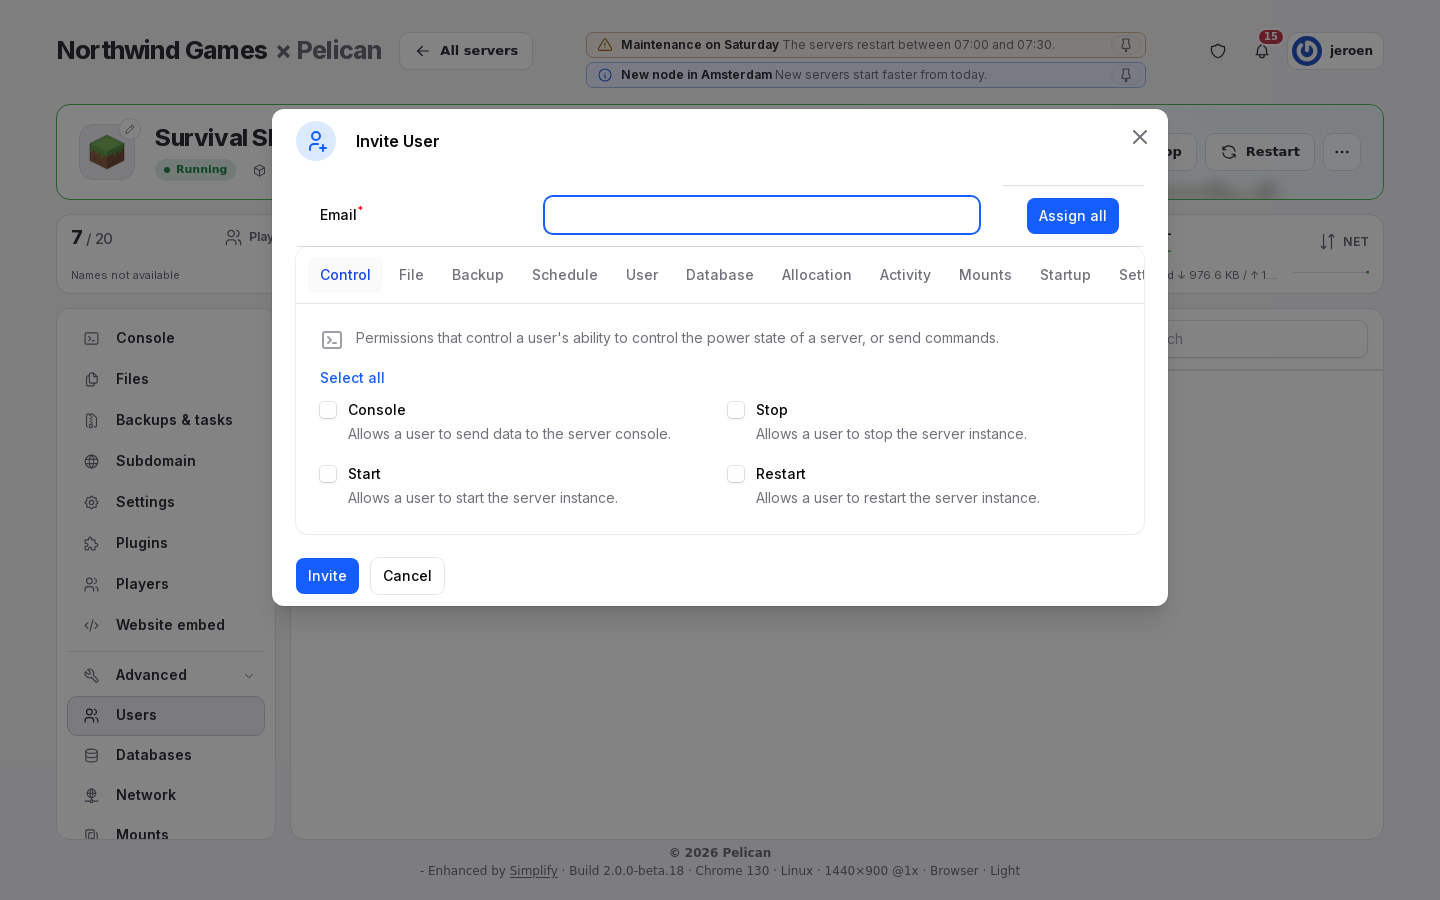 Northwind Games × Pelican
All servers
Maintenance on Saturday The servers restart between 07:00 and 07:30.
New node in Amsterdam New servers start faster from today.
15
jeroen
Survival
Running
Restart
Invite User
Email*
Assign all
7 / 20
Names not available
NET
↓ 976.6 KB / ↑ 1....
Control File Backup Schedule User Database Allocation Activity Mounts Startup
Permissions that control a user's ability to control the power state of a server, or send commands.
Select all
Console
Allows a user to send data to the server console.
Stop
Allows a user to stop the server instance.
Start
Allows a user to start the server instance.
Restart
Allows a user to restart the server instance.
Invite
Cancel
Console
Files
Backups & tasks
Subdomain
Settings
Plugins
Players
Website embed
Advanced
Users
Databases
Network
Mounts
© 2026 Pelican
- Enhanced by Simplify · Build 2.0.0-beta.18 · Chrome 130 · Linux · 1440×900 @1x · Browser · Light